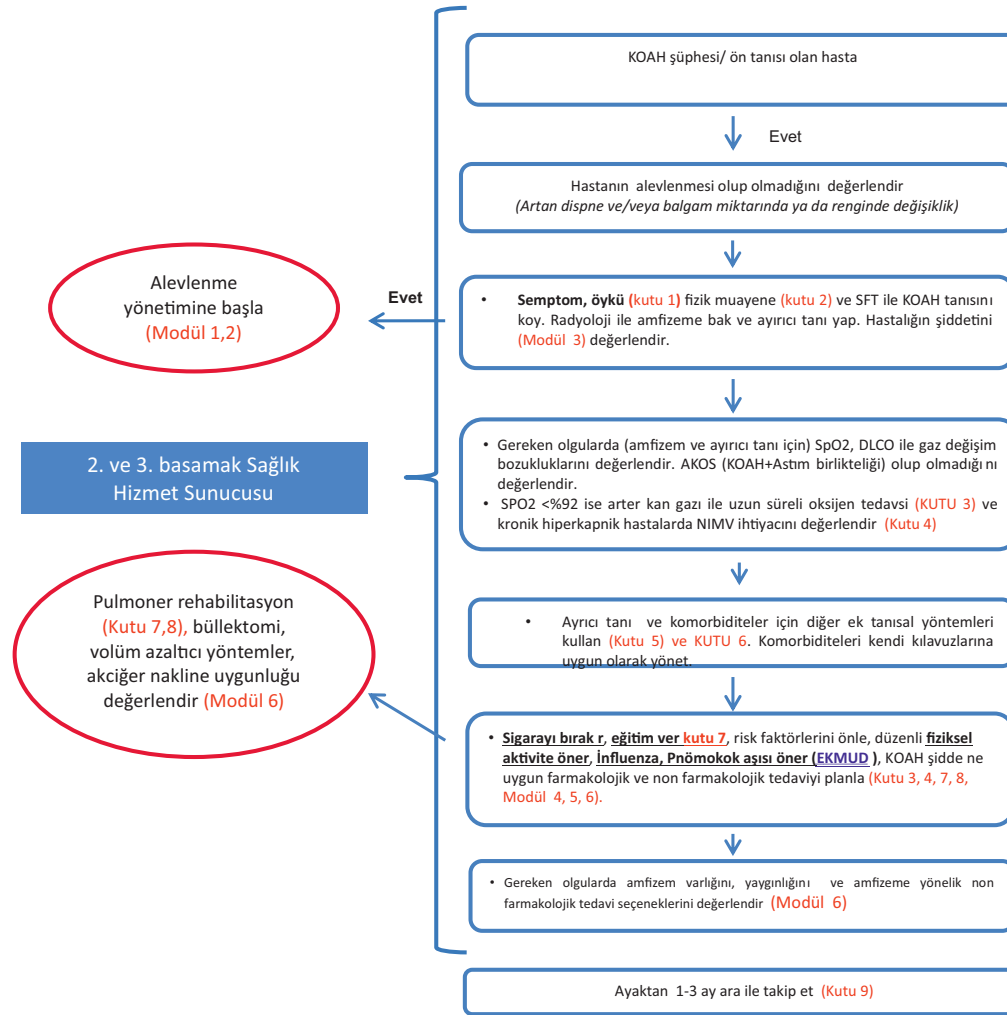 KOAH şüphesi/ ön tanısı olan hasta
Evet
Hastanın alevlenmesi olup olmadığını değerlendir
(Artan dispne ve/veya balgam miktarında ya da renginde değişiklik)
Alevlenme
yönetimine başla
(Modül 1,2)
Evet
• Semptom, öykü (kutu 1) fizik muayene (kutu 2) ve SFT ile KOAH tanısını
koy. Radyoloji ile amfizeme bak ve ayırıcı tanı yap. Hastalığın şiddetini
(Modül 3) değerlendir.
2. ve 3. basamak Sağlık
Hizmet Sunucusu
• Gereken olgularda (amfizem ve ayırıcı tanı için) SpO2, DLCO ile gaz değişim
bozukluklarını değerlendir. AKOS (KOAH+Astım birlikteliği) olup olmadığı nı
değerlendir.
• SPO2 <%92 ise arter kan gazı ile uzun süreli oksijen tedavsi (KUTU 3) ve
kronik hiperkapnik hastalarda NIMV ihtiyacını değerlendir (Kutu 4)
Pulmoner rehabilitasyon
(Kutu 7,8), büllektomi,
volüm azaltıcı yöntemler,
akciğer nakline uygunluğu
değerlendir (Modül 6)
• Ayrıcı tanı ve komorbiditeler için diğer ek tanısal yöntemleri
kullan (Kutu 5) ve KUTU 6. Komorbiditeleri kendi kılavuzlarına
uygun olarak yönet.
• Sigarayı bırak r, eğitim ver kutu 7, risk faktörlerini önle, düzenli fiziksel
aktivite öner, İnfluenza, Pnömokok aşısı öner (EKMUD ), KOAH şidde ne
uygun farmakolojik ve non farmakolojik tedaviyi planla (Kutu 3, 4, 7, 8,
Modül 4, 5, 6).
• Gereken olgularda amfizem varlığını, yaygınlığını ve amfizeme yönelik non
farmakolojik tedavi seçeneklerini değerlendir (Modül 6)
Ayaktan 1-3 ay ara ile takip et (Kutu 9)